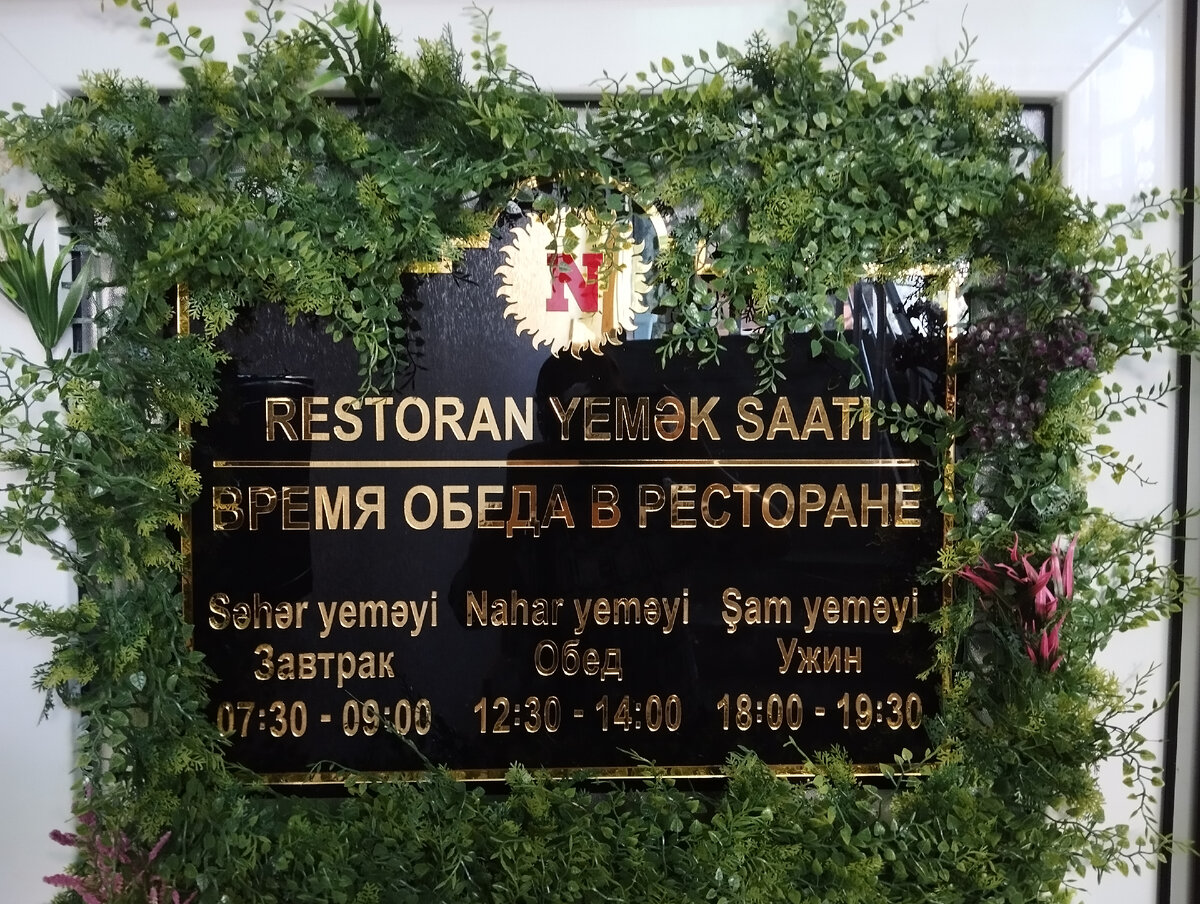 N
RESTORAN YEMƏK SAATI
ВРЕМЯ ОБЕДА В РЕСТОРАНЕ
Səhər yeməyi Nahar yeməyi Şam yeməyi
Завтрак Обед Ужин
07:30 - 09:00 12:30 - 14:00 18:00 - 19:30